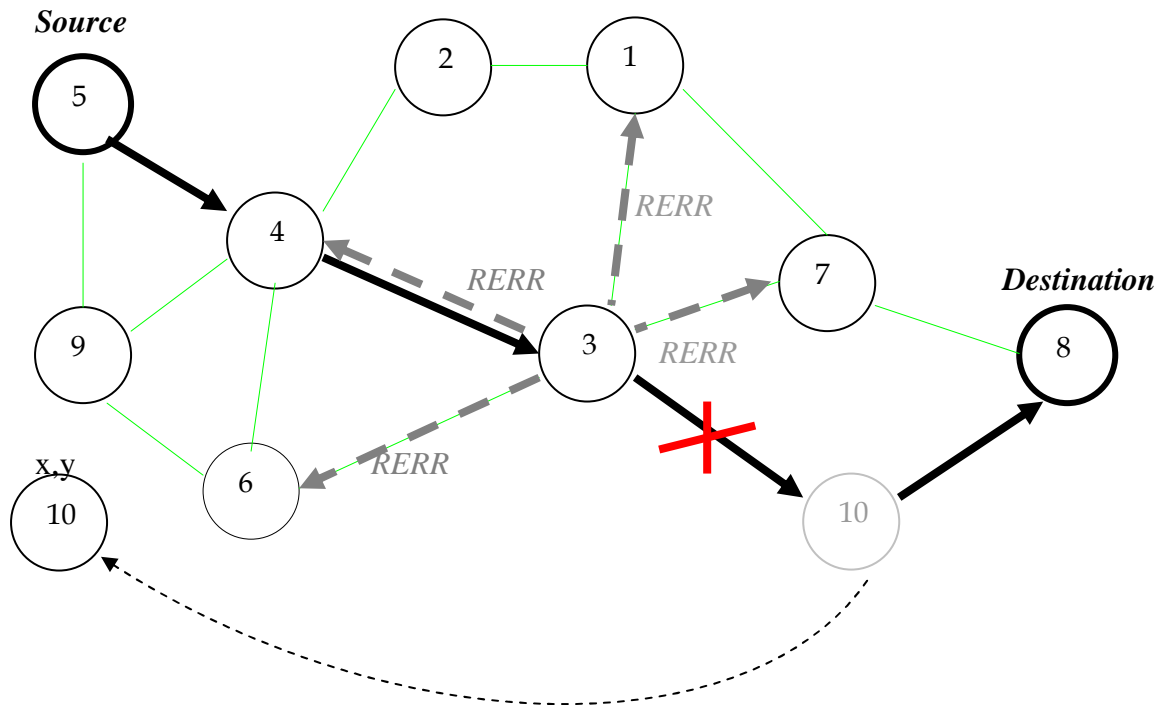 Source
2
1
5
RERR
4
7
RERR
Destination
9
3
RERR
8
RERR
x,y
6
10
10